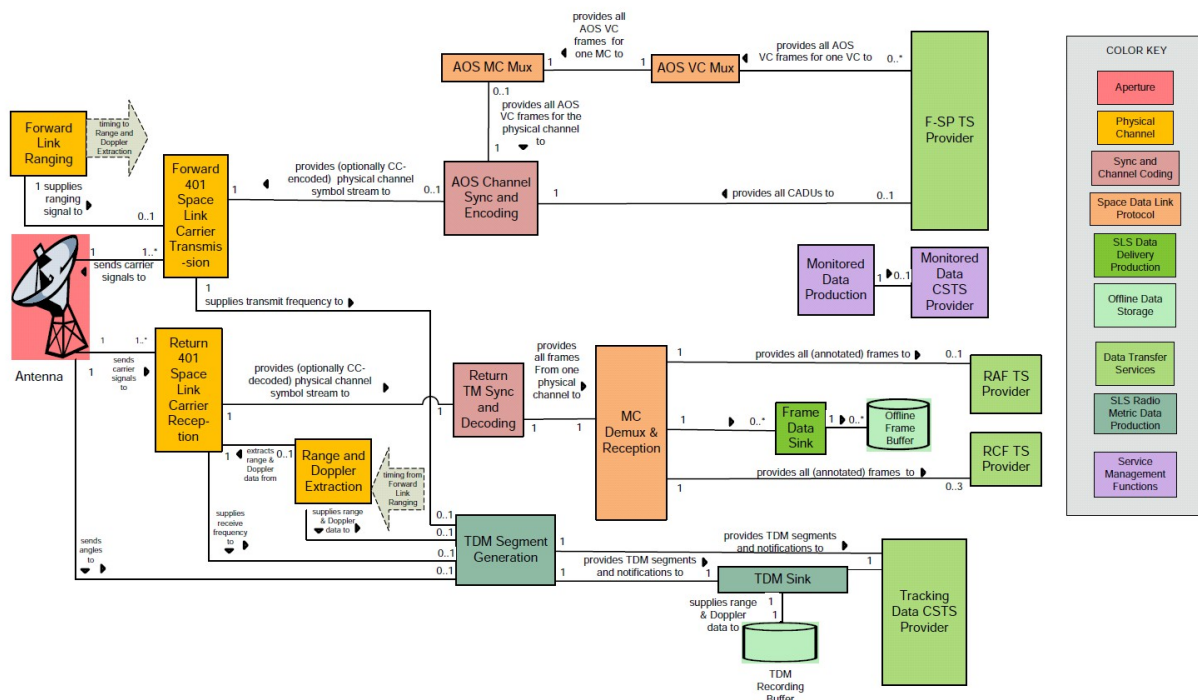 provides all
AOS VC
frames for
one MC to
provides all AOS
VC frames for one VC to
AOS MC Mux
1
1
AOS VC Mux
1
0..*
F-SP TS
Provider
0..1
provides all AOS
VC frames for the
physical channel
to
1
Forward
Link
Ranging
timing to
Range and
Doppler
Extraction
1 supplies
ranging
signal to
0..1
Forward
401
Space
Link
Carrier
Transmis
-sion
1
provides (optionally CC-
encoded) physical channel
symbol stream to
0..1
AOS Channel
Sync and
Encoding
1
provides all CADUs to
0..1
1
1..*
sends carrier
signals to
1
supplies transmit frequency to
Monitored
Data
Production
1
0..1
Monitored
Data
CSTS
Provider
Antenna
1
1..*
sends
carrier
signals to
1
Return
401
Space
Link
Carrier
Recep-
tion
1
provides (optionally CC-
decoded) physical channel
symbol stream to
1
Return
TM Sync
and
Decoding
provides
all frames
From one
physical
channel to
1
1
MC
Demux &
Reception
1
provides all (annotated) frames to
0..1
RAF TS
Provider
1
0..*
Frame
Data
Sink
1
0..*
Offline
Frame
Buffer
provides all (annotated) frames to
1
0..3
RCF TS
Provider
1
extracts
range &
Doppler
data from
0..1
Range and
Doppler
Extraction
timing from
Forward
Link
Ranging
1
supplies
receive
frequency
to
supplies range
& Doppler
data to
sends
angles
to
0..1
0..1
0..1
0..1
TDM Segment
Generation
1
provides TDM segments
and notifications to
1
provides TDM segments
and notifications to
1
TDM Sink
1
1
supplies range
& Doppler
data to
1
1
TDM
Recording
Buffer
Tracking
Data CSTS
Provider
COLOR KEY
Aperture
Physical
Channel
Sync and
Channel Coding
Space Data Link
Protocol
SLS Data
Delivery
Production
Offline Data
Storage
Data Transfer
Services
SLS Radio
Metric Data
Production
Service
Management
Functions